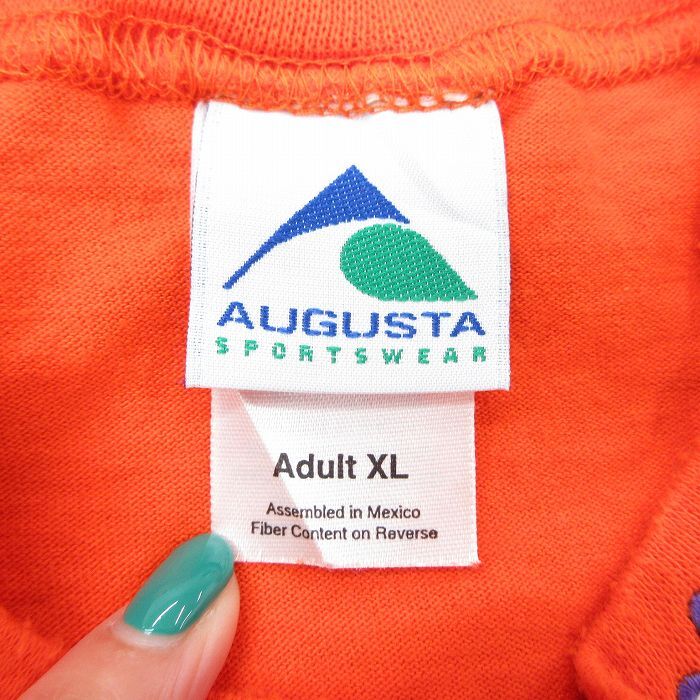 AUGUSTA
SPORTSWEAR
Adult XL
Assembled in Mexico
Fiber Content on Reverse